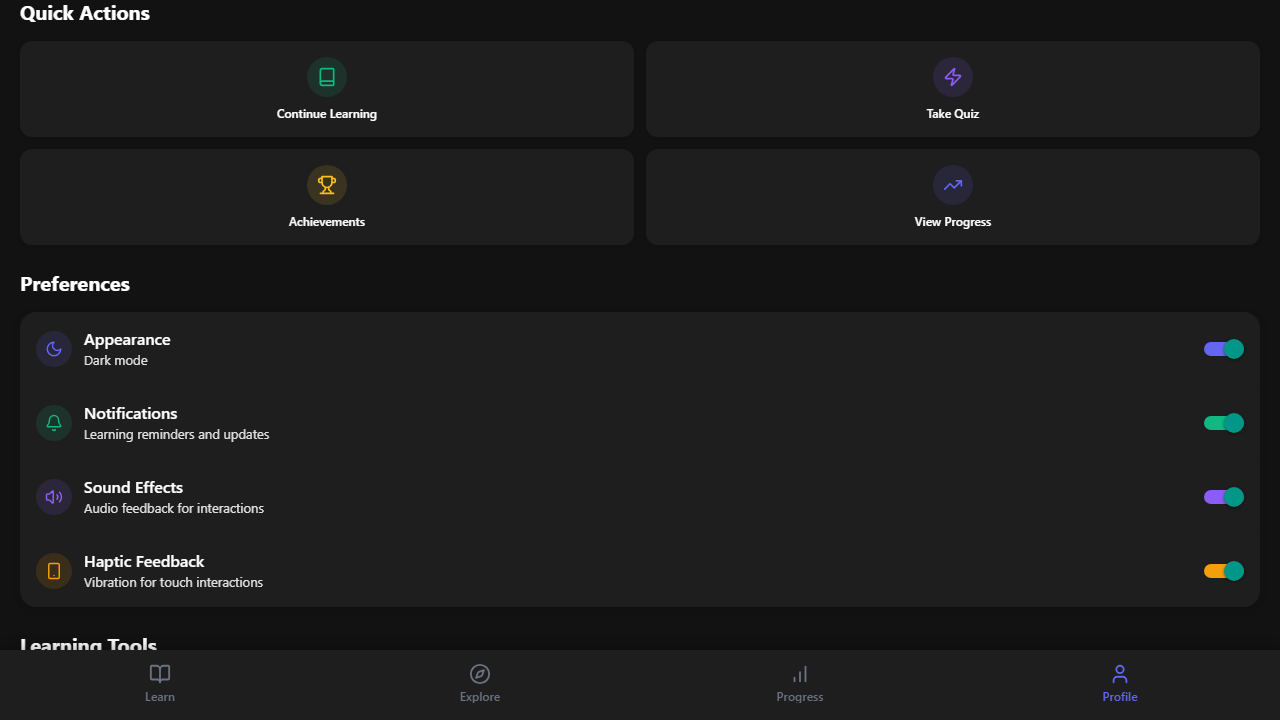 Quick Actions
Continue Learning
Take Quiz
Achievements
View Progress
Preferences
Appearance
Dark mode
Notifications
Learning reminders and updates
Sound Effects
Audio feedback for interactions
Haptic Feedback
Vibration for touch interactions
Learning Tools
Learn
Explore
Progress
Profile